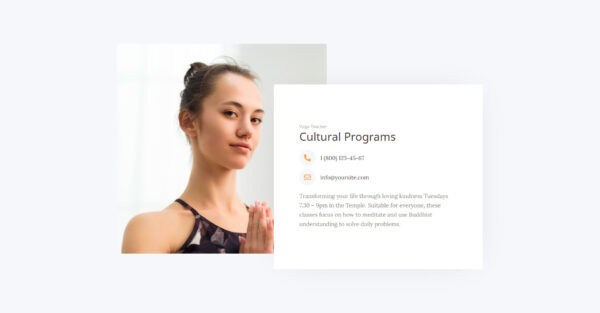 Yoga Teacher
Cultural Programs
1 (800) 123-45-67
info@yoursite.com
Transforming your life through loving kindness Tuesdays
7.30 – 9pm in the Temple. Suitable for everyone, these
classes focus on how to meditate and use Buddhist
understanding to solve daily problems.